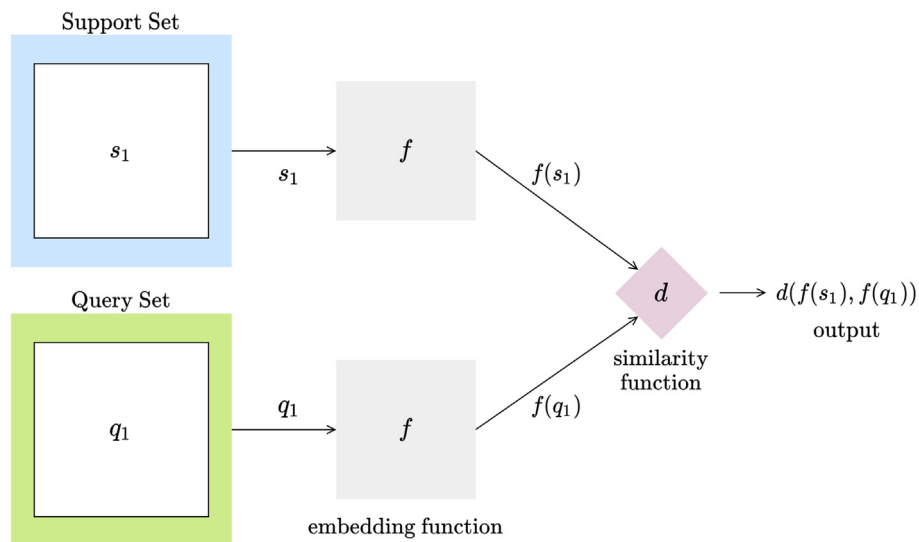 Support Set
s₁
s₁
f
f(s₁)
d
d(f(s₁), f(q₁))
output
similarity
function
Query Set
q₁
q₁
f
f(q₁)
embedding function